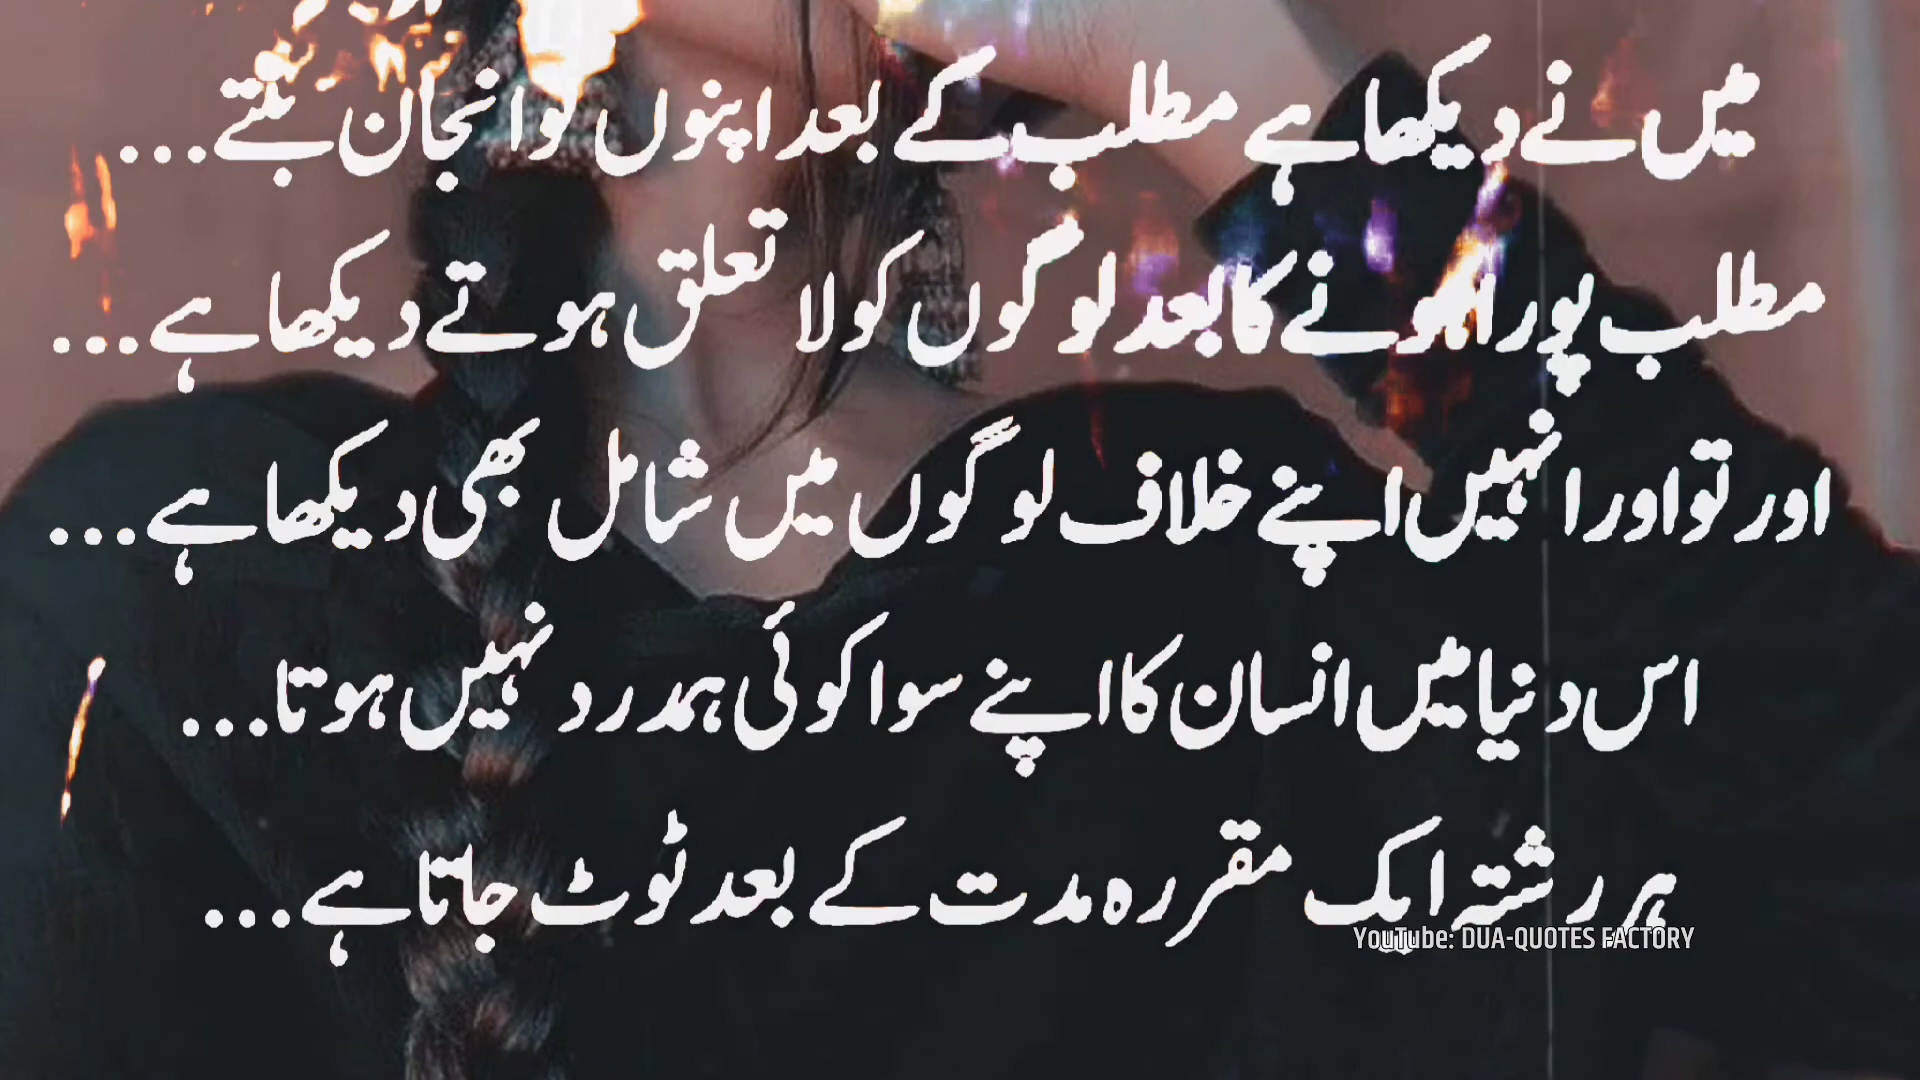 میں نے دیکھا ہے مطلب کے بعد اپنوں کو انجان بنتے...
مطلب پورا ہونے کا بعد لوگوں کو لا تعلق ہوتے دیکھا ہے...
اور تو اور انہیں اپنے خلاف لوگوں میں شامل بھی دیکھا ہے...
اس دنیا میں انسان کا اپنے سوا کوئی ہمدرد نہیں ہوتا...
ہر رشتہ ایک مقررہ مدت کے بعد ٹوٹ جاتا ہے...
YouTube: DUA-QUOTES FACTORY